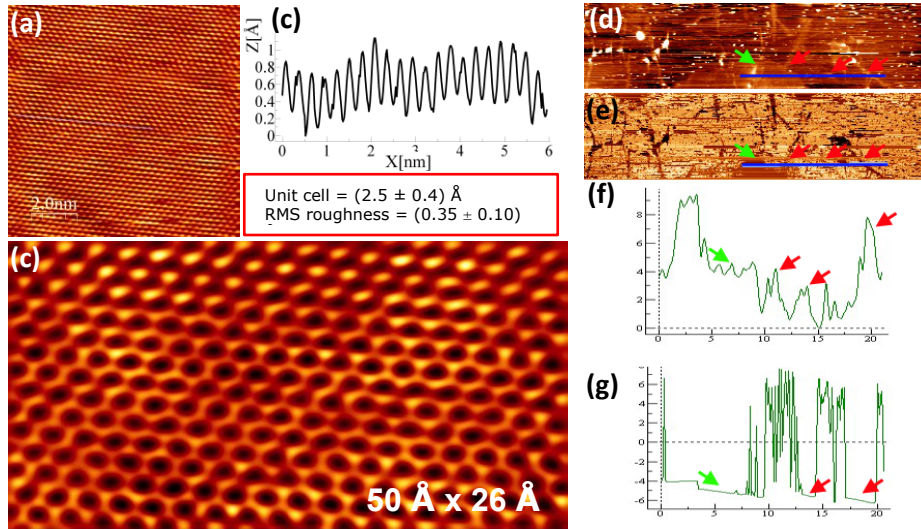 (a)
2.0nm
(c)
Z[Å]
1
0.8
0.6
0.4
0.2
0
0 1 2 3 4 5 6
X[nm]
Unit cell = (2.5 ± 0.4) Å
RMS roughness = (0.35 ± 0.10)
(c)
50 Å x 26 Å
(d)
(e)
(f)
8
6
4
2
0
0 5 10 15 20
(g)
6
4
2
0
-2
-4
-6
0 5 10 15 20